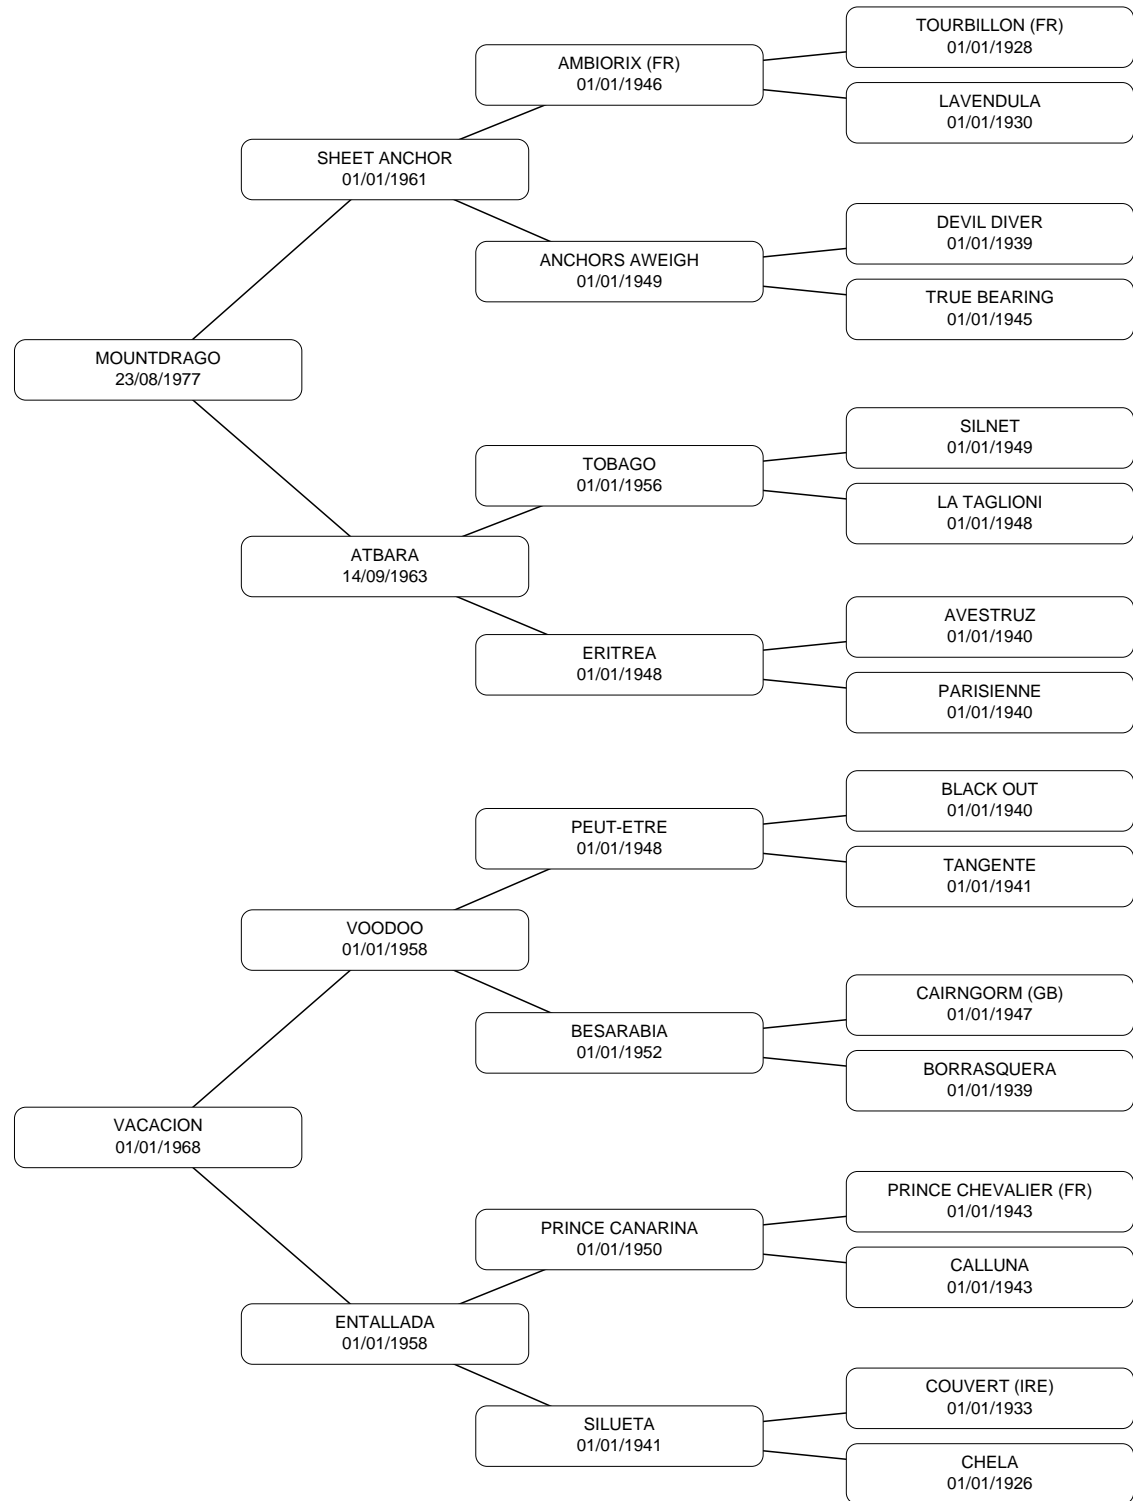 TOURBILLON (FR)
01/01/1928
AMBIORIX (FR)
01/01/1946
LAVENDULA
01/01/1930
SHEET ANCHOR
01/01/1961
DEVIL DIVER
01/01/1939
ANCHORS AWEIGH
01/01/1949
TRUE BEARING
01/01/1945
MOUNTDRAGO
23/08/1977
SILNET
01/01/1949
TOBAGO
01/01/1956
LA TAGLIONI
01/01/1948
ATBARA
14/09/1963
AVESTRUZ
01/01/1940
ERITREA
01/01/1948
PARISIENNE
01/01/1940
BLACK OUT
01/01/1940
PEUT-ETRE
01/01/1948
TANGENTE
01/01/1941
VOODOO
01/01/1958
CAIRNGORM (GB)
01/01/1947
BESARABIA
01/01/1952
BORRASQUERA
01/01/1939
VACACION
01/01/1968
PRINCE CHEVALIER (FR)
01/01/1943
PRINCE CANARINA
01/01/1950
CALLUNA
01/01/1943
ENTALLADA
01/01/1958
COUVERT (IRE)
01/01/1933
SILUETA
01/01/1941
CHELA
01/01/1926